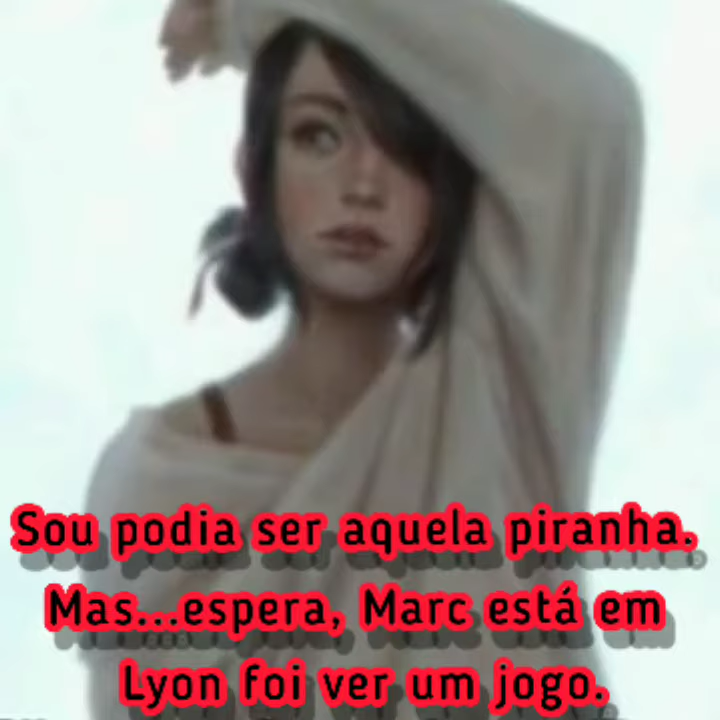 Sou podia ser aquela piranha.
Mas...espera, Marc está em
Lyon foi ver um jogo.